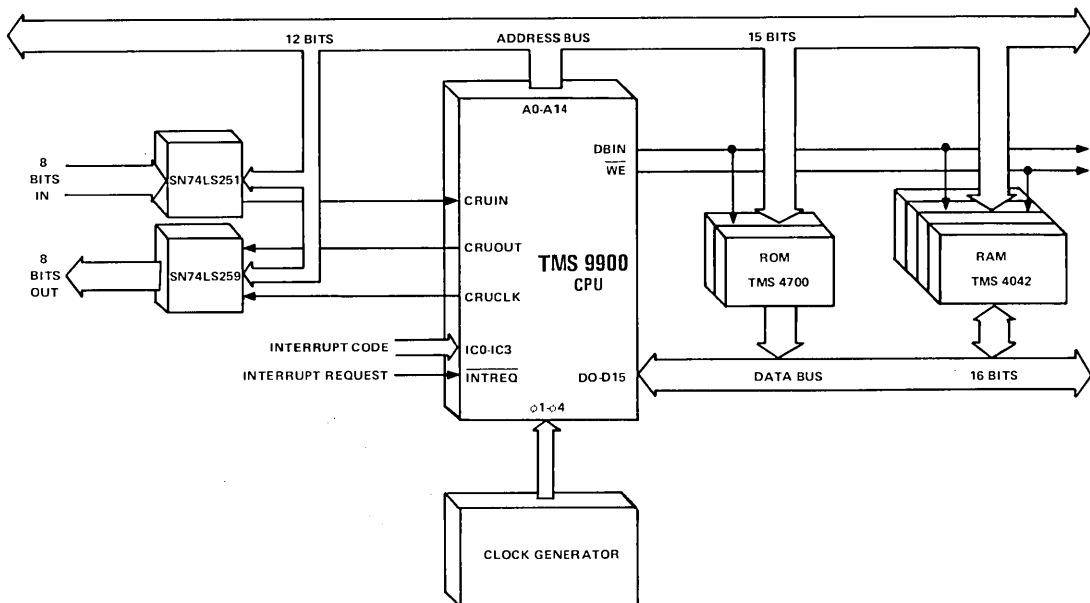 12 BITS
ADDRESS BUS
15 BITS
A0-A14
8
BITS
IN
SN74LS251
DBIN
WE
CRUIN
8
BITS
OUT
SN74LS259
CRUOUT
CRUCLK
TMS 9900
CPU
ROM
TMS 4700
RAM
TMS 4042
INTERRUPT CODE
IC0-IC3
INTERRUPT REQUEST
INTREQ
DO-D15
DATA BUS
16 BITS
φ1-φ4
CLOCK GENERATOR